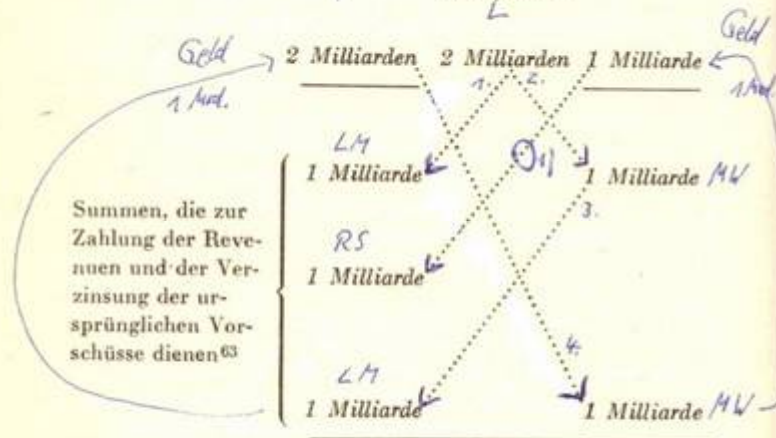 L
Geld Geld
2 Milliarden 2 Milliarden 1 Milliarde
1 Mrd. 1. 2. 1 Mrd.
LM 1)
1 Milliarde 1 Milliarde MW
3.
Summen, die zur
Zahlung der Reve-
nuen und der Ver-
zinsung der ur-
sprünglichen Vor-
schüsse dienen63
RS
1 Milliarde
4.
LM
1 Milliarde 1 Milliarde MW